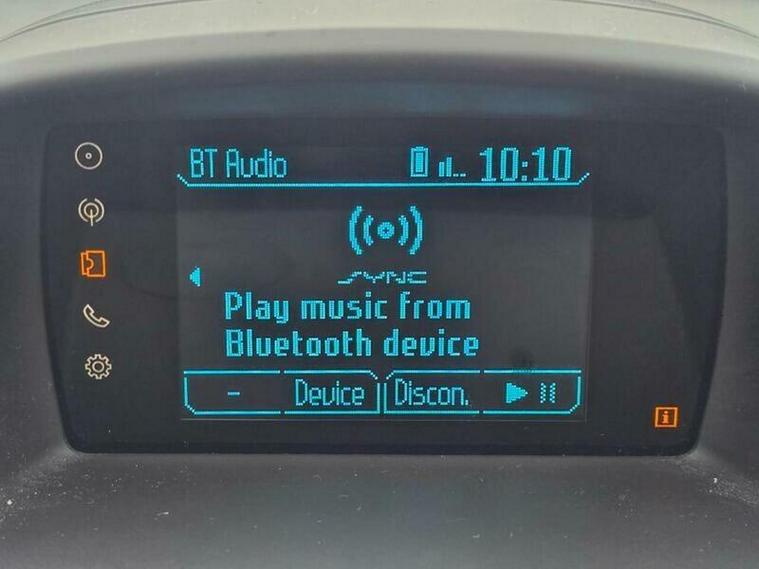 BT Audio 10:10
SYNC
Play music from
Bluetooth device
- Device Discon.
i